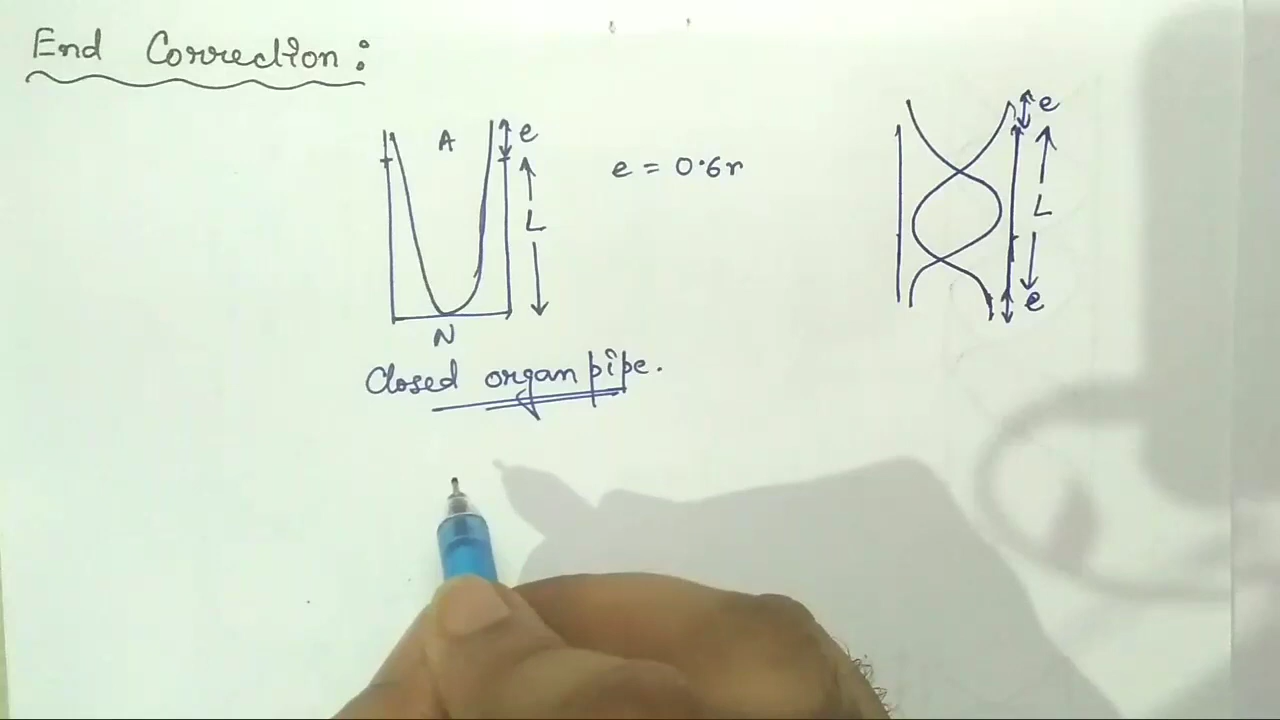 End Correction:
A
e
e = 0.6r
L
N
Closed organ pipe.
e
L
e